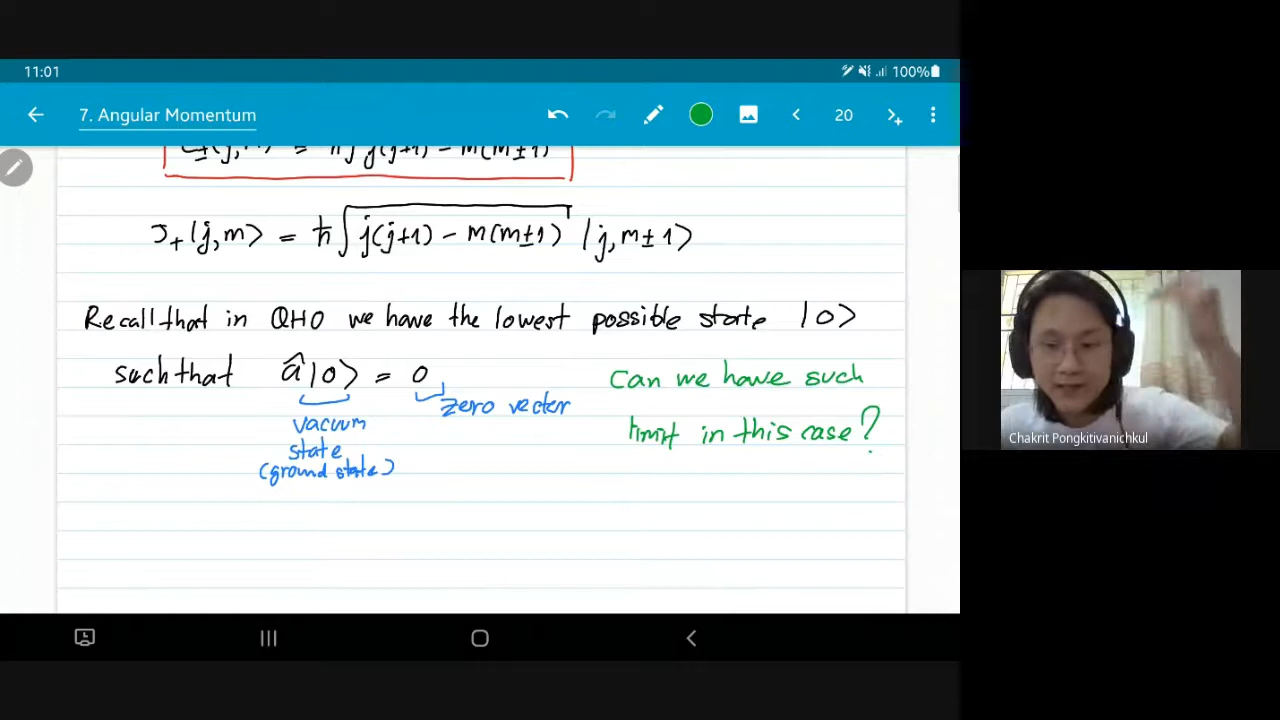 11:01
100%
7. Angular Momentum
20
C±(j,m) = ħ√j(j+1) - m(m±1)
J+|j,m> = ħ√j(j+1) - m(m±1) |j,m±1>
Recall that in QHO we have the lowest possible state |0>
such that â|0> = 0
zero vector
vacuum
state
(ground state)
Can we have such
limit in this case?
Chakrit Pongkitivanichkul